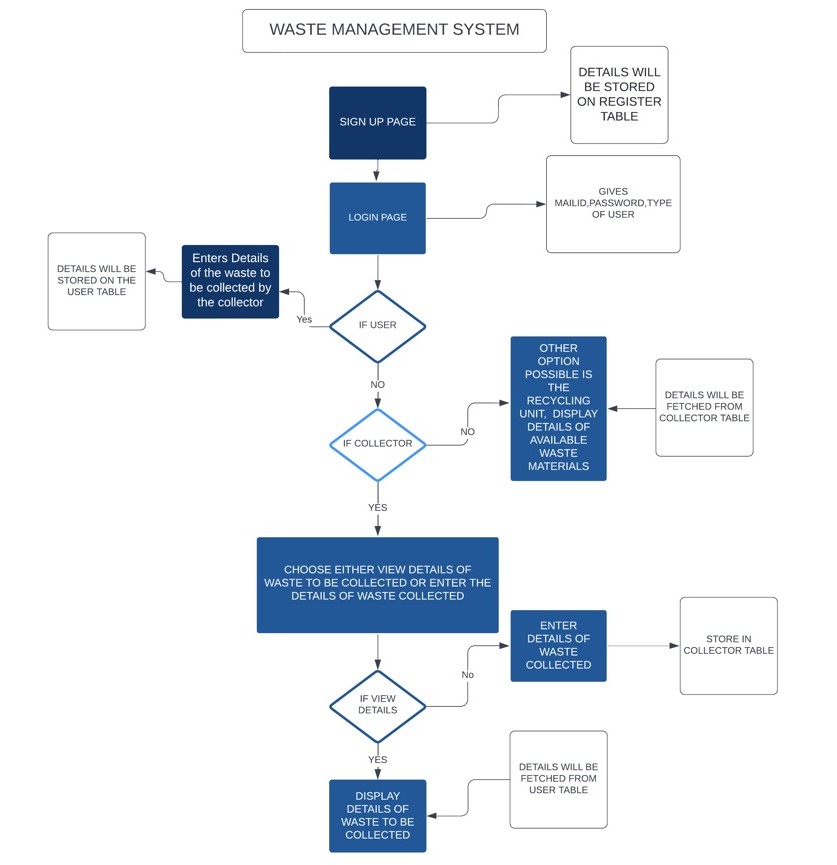 WASTE MANAGEMENT SYSTEM
DETAILS WILL
BE STORED
ON REGISTER
TABLE
SIGN UP PAGE
GIVES
MAILID,PASSWORD,TYPE
OF USER
LOGIN PAGE
Enters Details
of the waste to
be collected by
the collector
DETAILS WILL BE
STORED ON THE
USER TABLE
Yes
IF USER
NO
OTHER
OPTION
POSSIBLE IS
THE
RECYCLING
UNIT, DISPLAY
DETAILS OF
AVAILABLE
WASTE
MATERIALS
DETAILS WILL BE
FETCHED FROM
COLLECTOR TABLE
IF COLLECTOR
NO
YES
CHOOSE EITHER VIEW DETAILS OF
WASTE TO BE COLLECTED OR ENTER THE
DETAILS OF WASTE COLLECTED
ENTER
DETAILS OF
WASTE
COLLECTED
STORE IN
COLLECTOR TABLE
No
IF VIEW
DETAILS
YES
DETAILS WILL BE
FETCHED FROM
USER TABLE
DISPLAY
DETAILS OF
WASTE TO BE
COLLECTED